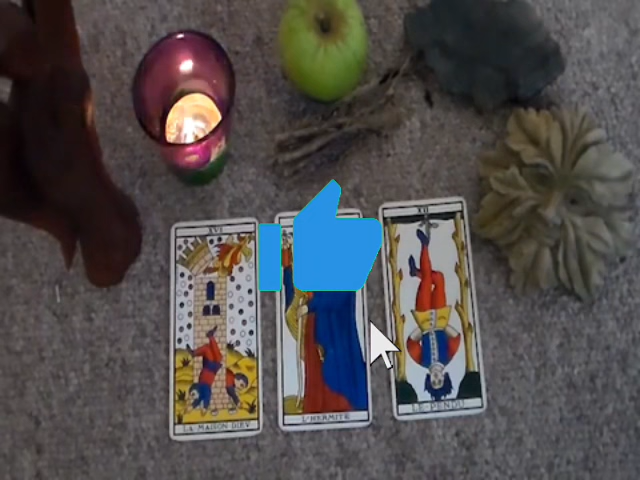 XVI
LA MAISON DIEV
L'HERMITE
XII
LE PENDU